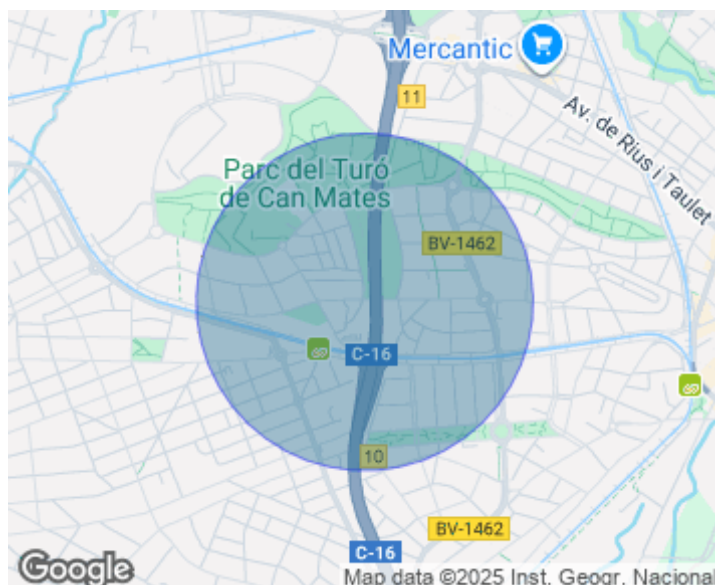 Mercantic
11
Av. de Rius i Taulet
Parc del Turó
de Can Mates
BV-1462
C-16
10
BV-1462
C-16
Google
Map data ©2025 Inst. Geogr. Nacional